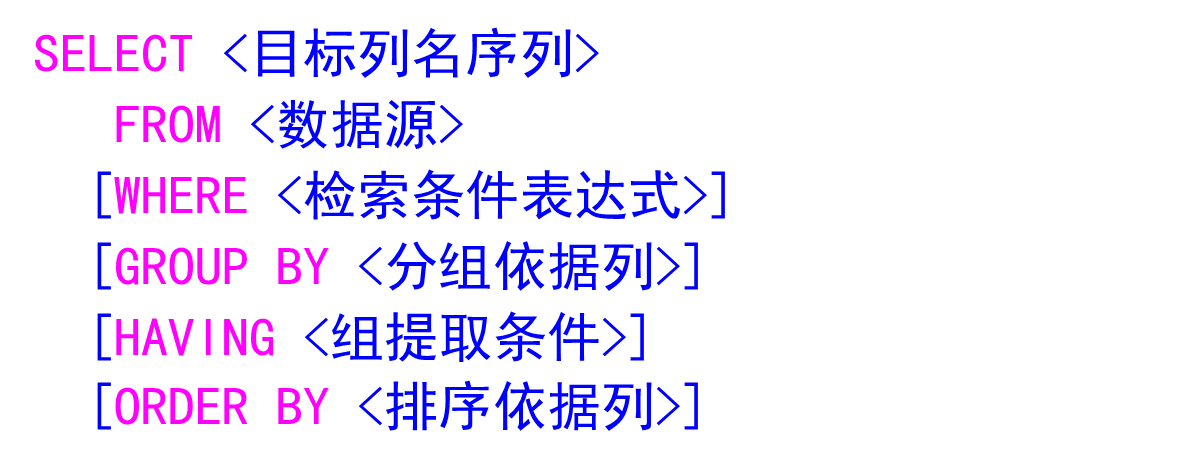 SELECT <目标列名序列>
FROM <数据源>
[WHERE <检索条件表达式>]
[GROUP BY <分组依据列>]
[HAVING <组提取条件>]
[ORDER BY <排序依据列>]